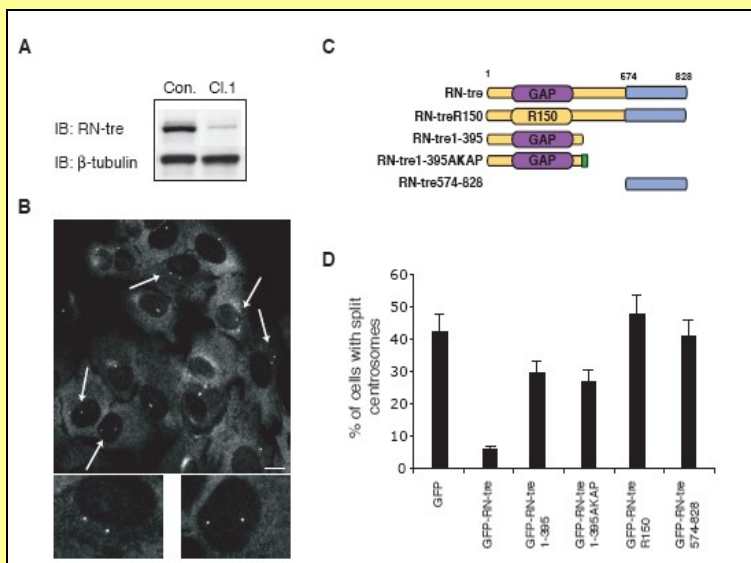 A
Con. Cl.1
IB: RN-tre
IB: β-tubulin
B
C
1 674 828
RN-tre GAP
RN-treR150 R150
RN-tre1-395 GAP
RN-tre1-395AKAP GAP
RN-tre574-828
D
% of cells with split
centrosomes
60
50
40
30
20
10
0
GFP
GFP-RN-tre
GFP-RN-tre
1-395
GFP-RN-tre
1-395AKAP
GFP-RN-tre
R150
GFP-RN-tre
574-828